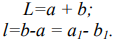 L=a + b;
l=b-a = a₁- b₁.